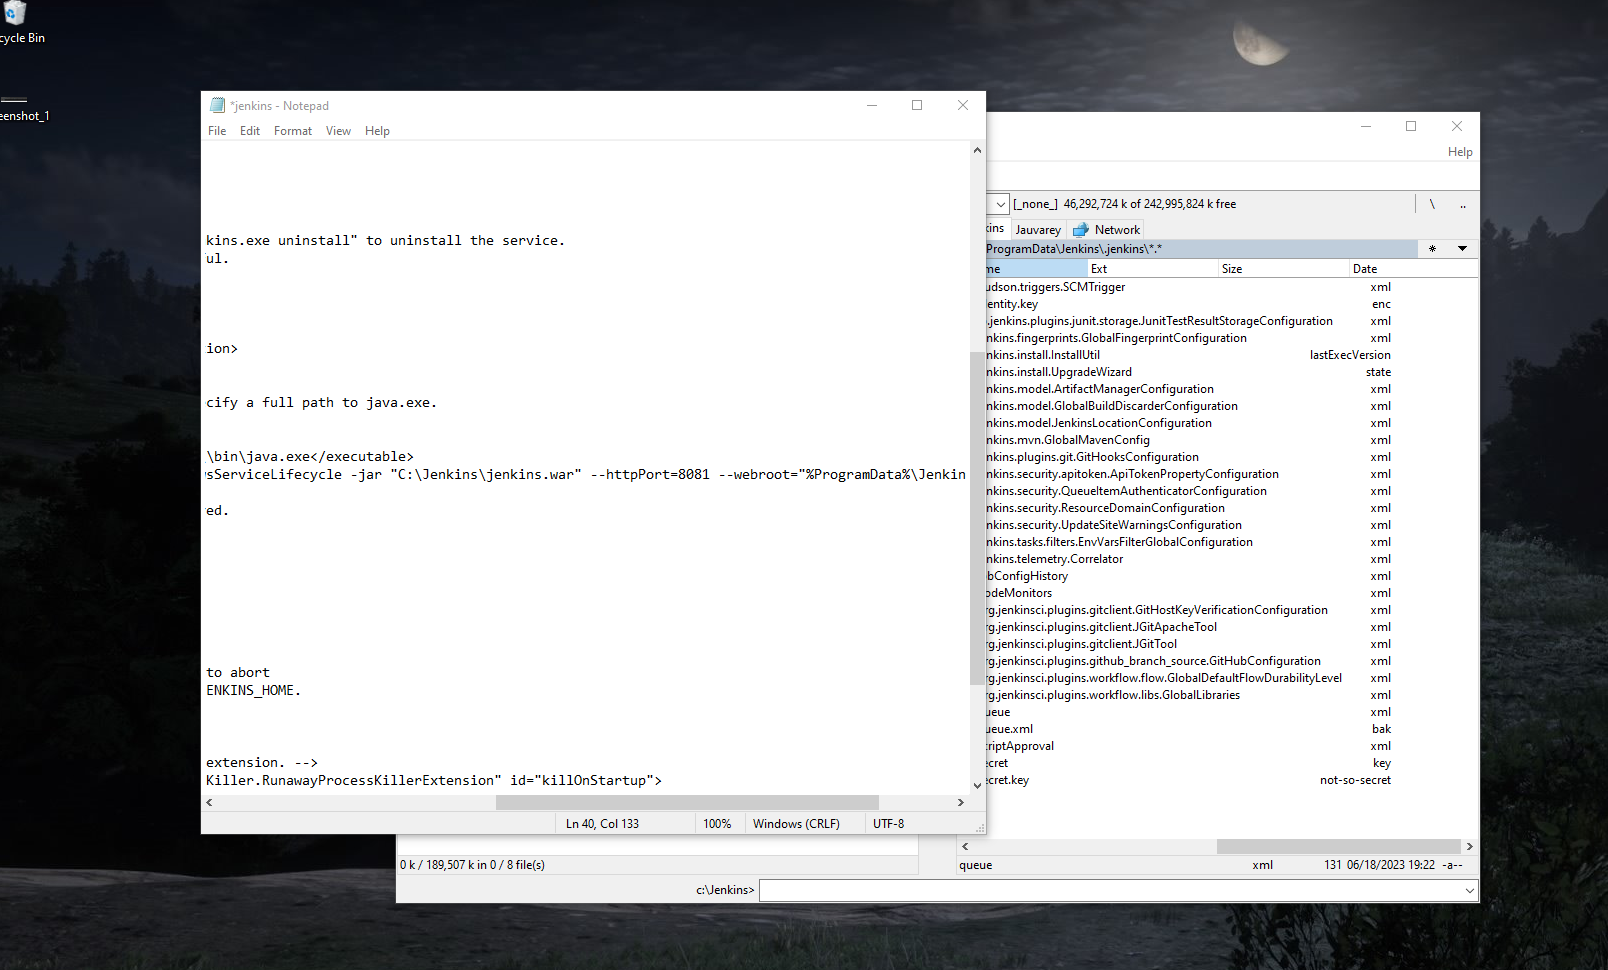 cycle Bin
eenshot_1
*jenkins - Notepad
File Edit Format View Help
kins.exe uninstall" to uninstall the service.
ul.
ion>
cify a full path to java.exe.
\bin\java.exe</executable>
sServiceLifecycle -jar "C:\Jenkins\jenkins.war" --httpPort=8081 --webroot="%ProgramData%\Jenkin
ed.
to abort
ENKINS_HOME.
extension. -->
Killer.RunawayProcessKillerExtension" id="killOnStartup">
Ln 40, Col 133 100% Windows (CRLF) UTF-8
Help
[_none_] 46,292,724 k of 242,995,824 k free \ ..
ins Jauvarey Network
ProgramData\Jenkins\.jenkins\*.* *
me Ext Size Date
udson.triggers.SCMTrigger xml
entity.key enc
.jenkins.plugins.junit.storage.JunitTestResultStorageConfiguration xml
nkins.fingerprints.GlobalFingerprintConfiguration xml
nkins.install.InstallUtil lastExecVersion
nkins.install.UpgradeWizard state
nkins.model.ArtifactManagerConfiguration xml
nkins.model.GlobalBuildDiscarderConfiguration xml
nkins.model.JenkinsLocationConfiguration xml
nkins.mvn.GlobalMavenConfig xml
nkins.plugins.git.GitHooksConfiguration xml
nkins.security.apitoken.ApiTokenPropertyConfiguration xml
nkins.security.QueueItemAuthenticatorConfiguration xml
nkins.security.ResourceDomainConfiguration xml
nkins.security.UpdateSiteWarningsConfiguration xml
nkins.tasks.filters.EnvVarsFilterGlobalConfiguration xml
nkins.telemetry.Correlator xml
bConfigHistory xml
odeMonitors xml
rg.jenkinsci.plugins.gitclient.GitHostKeyVerificationConfiguration xml
rg.jenkinsci.plugins.gitclient.JGitApacheTool xml
rg.jenkinsci.plugins.gitclient.JGitTool xml
rg.jenkinsci.plugins.github_branch_source.GitHubConfiguration xml
rg.jenkinsci.plugins.workflow.flow.GlobalDefaultFlowDurabilityLevel xml
rg.jenkinsci.plugins.workflow.libs.GlobalLibraries xml
ueue xml
ueue.xml bak
criptApproval xml
ecret key
ecret.key not-so-secret
queue xml 131 06/18/2023 19:22 -a--
0 k / 189,507 k in 0 / 8 file(s)
c:\Jenkins>